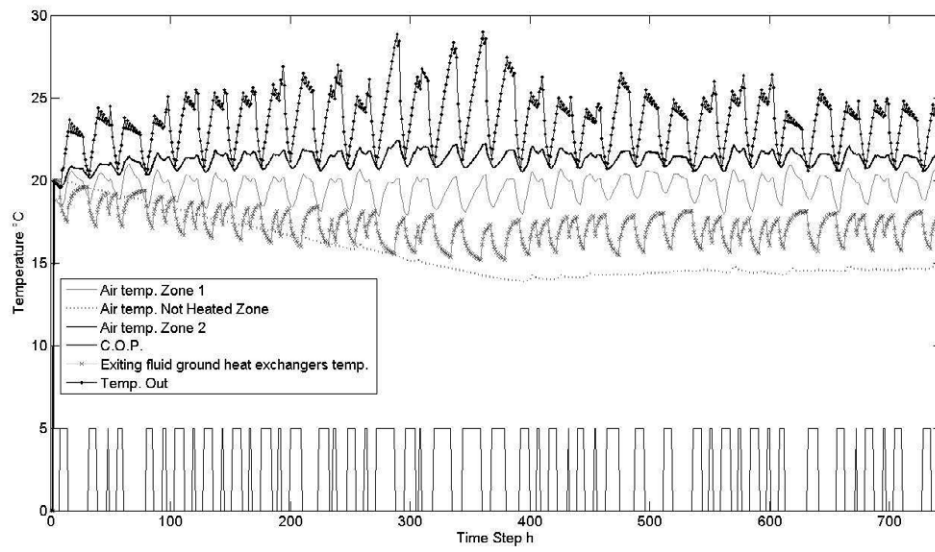 30
25
20
15
10
5
0
Temperature °C
Air temp. Zone 1
Air temp. Not Heated Zone
Air temp. Zone 2
C.O.P.
Exiting fluid ground heat exchangers temp.
Temp. Out
0 100 200 300 400 500 600 700
Time Step h